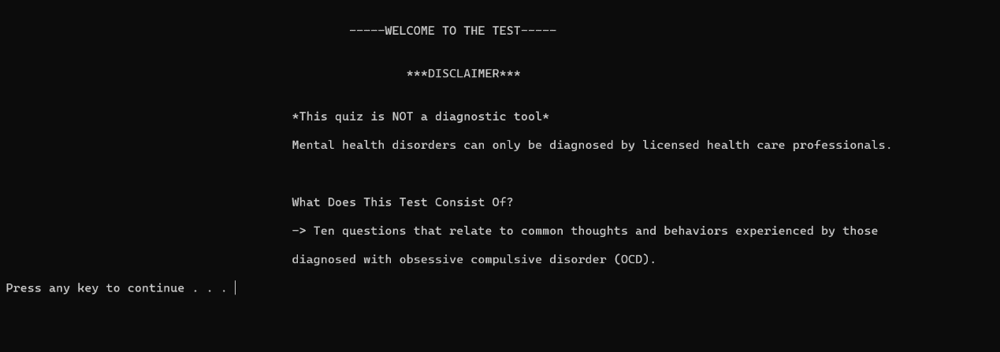 -----WELCOME TO THE TEST-----
***DISCLAIMER***
*This quiz is NOT a diagnostic tool*
Mental health disorders can only be diagnosed by licensed health care professionals.
What Does This Test Consist Of?
-> Ten questions that relate to common thoughts and behaviors experienced by those
diagnosed with obsessive compulsive disorder (OCD).
Press any key to continue . . .